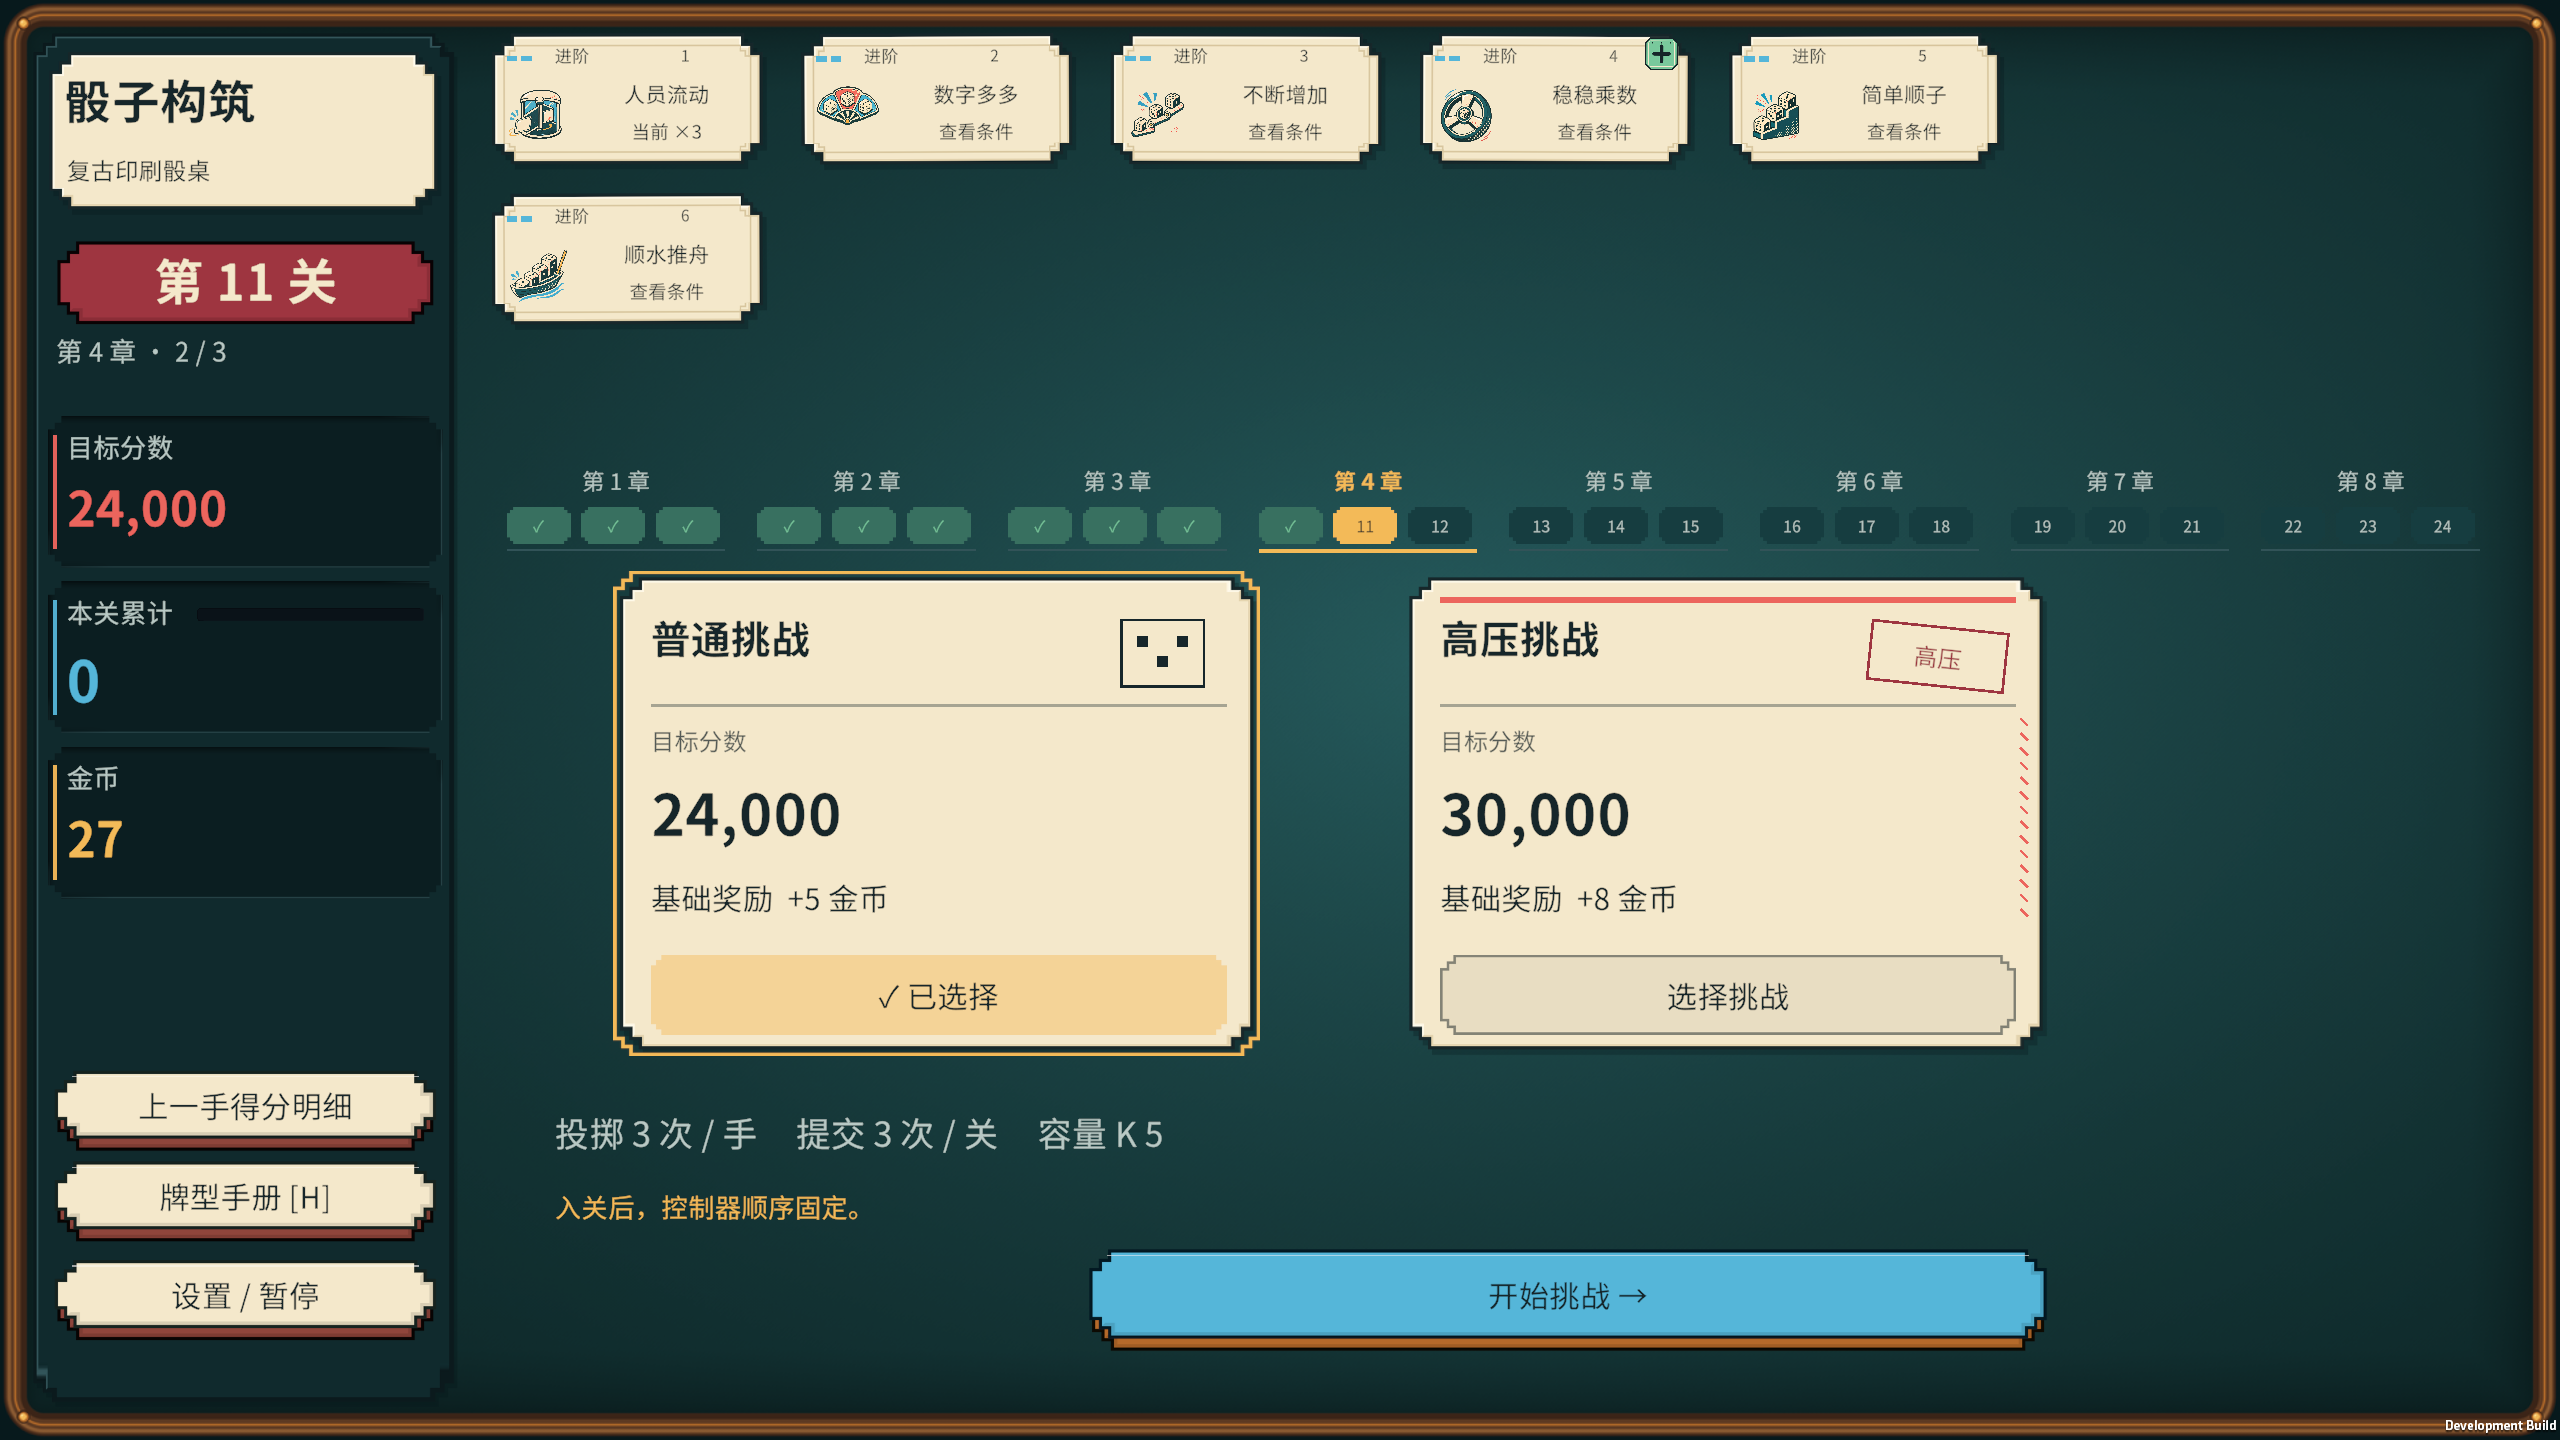 骰子构筑
复古印刷骰桌
第 11 关
第 4 章 · 2 / 3
目标分数
24,000
本关累计
0
金币
27
上一手得分明细
牌型手册 [H]
设置 / 暂停
进阶 1
人员流动
当前 ×3
进阶 2
数字多多
查看条件
进阶 3
不断增加
查看条件
进阶 4
稳稳乘数
查看条件
进阶 5
简单顺子
查看条件
进阶 6
顺水推舟
查看条件
第 1 章 第 2 章 第 3 章 第 4 章 第 5 章 第 6 章 第 7 章 第 8 章
✓ ✓ ✓ ✓ ✓ ✓ ✓ ✓ ✓ ✓ 11 12 13 14 15 16 17 18 19 20 21 22 23 24
普通挑战
目标分数
24,000
基础奖励 +5 金币
✓ 已选择
高压挑战
高压
目标分数
30,000
基础奖励 +8 金币
选择挑战
投掷 3 次 / 手 提交 3 次 / 关 容量 K 5
入关后，控制器顺序固定。
开始挑战 →
Development Build